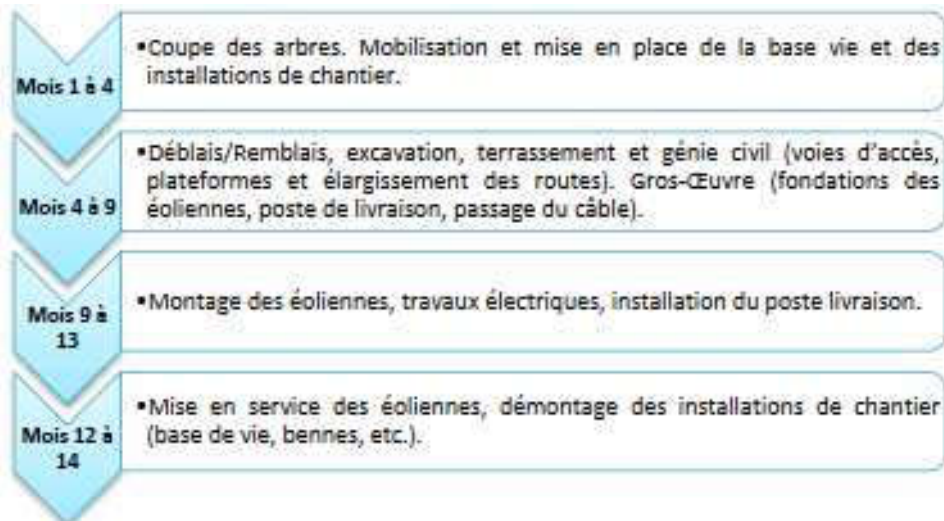 Mois 1 à 4
▪Coupe des arbres. Mobilisation et mise en place de la base vie et des
installations de chantier.
Mois 4 à 9
▪Déblais/Remblais, excavation, terrassement et génie civil (voies d'accès,
plateformes et élargissement des routes). Gros-Œuvre (fondations des
éoliennes, poste de livraison, passage du câble).
Mois 9 à
13
▪Montage des éoliennes, travaux électriques, installation du poste livraison.
Mois 12 à
14
▪Mise en service des éoliennes, démontage des installations de chantier
(base de vie, bennes, etc.).